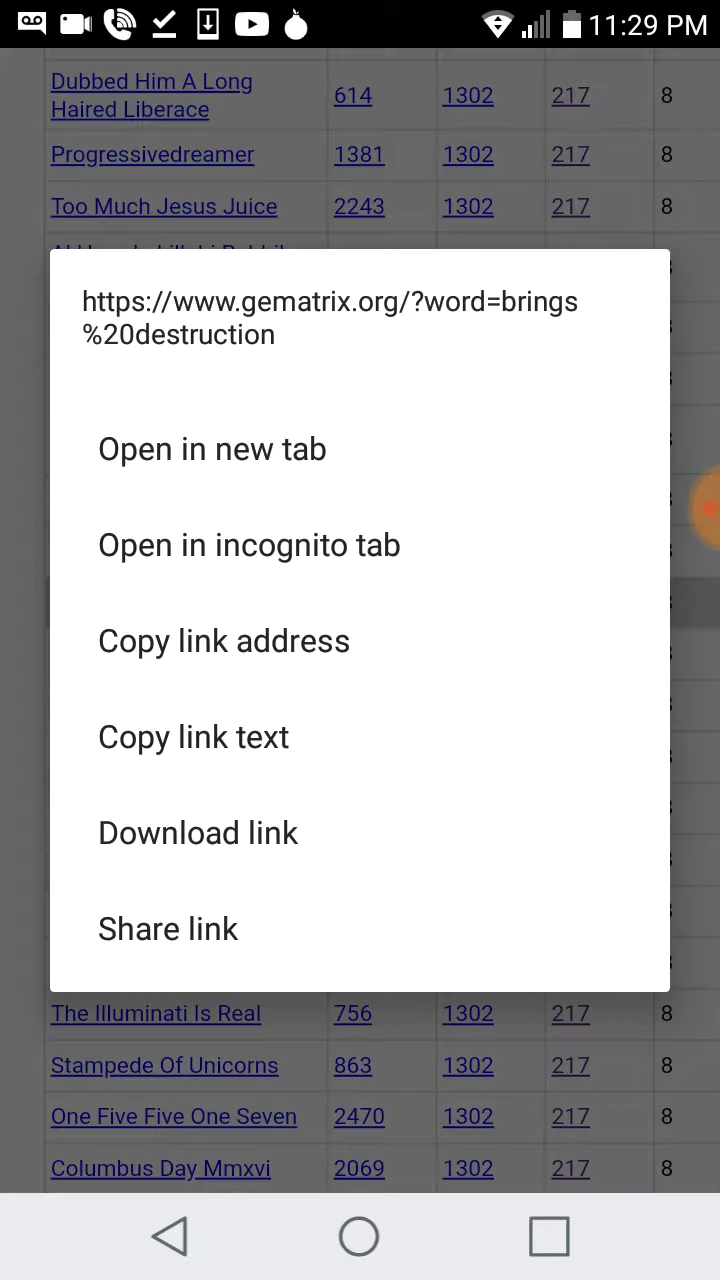 11:29 PM
Dubbed Him A Long
Haired Liberace 614 1302 217 8
Progressivedreamer 1381 1302 217 8
Too Much Jesus Juice 2243 1302 217 8
https://www.gematrix.org/?word=brings
%20destruction
Open in new tab
Open in incognito tab
Copy link address
Copy link text
Download link
Share link
The Illuminati Is Real 756 1302 217 8
Stampede Of Unicorns 863 1302 217 8
One Five Five One Seven 2470 1302 217 8
Columbus Day Mmxvi 2069 1302 217 8